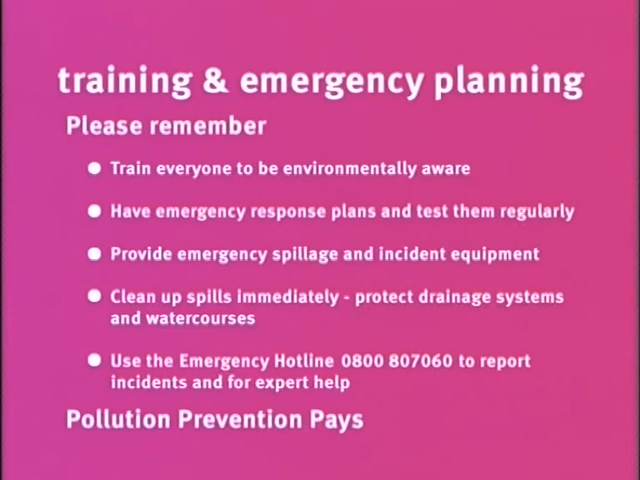 training & emergency planning
Please remember
● Train everyone to be environmentally aware
● Have emergency response plans and test them regularly
● Provide emergency spillage and incident equipment
● Clean up spills immediately - protect drainage systems
and watercourses
● Use the Emergency Hotline 0800 807060 to report
incidents and for expert help
Pollution Prevention Pays